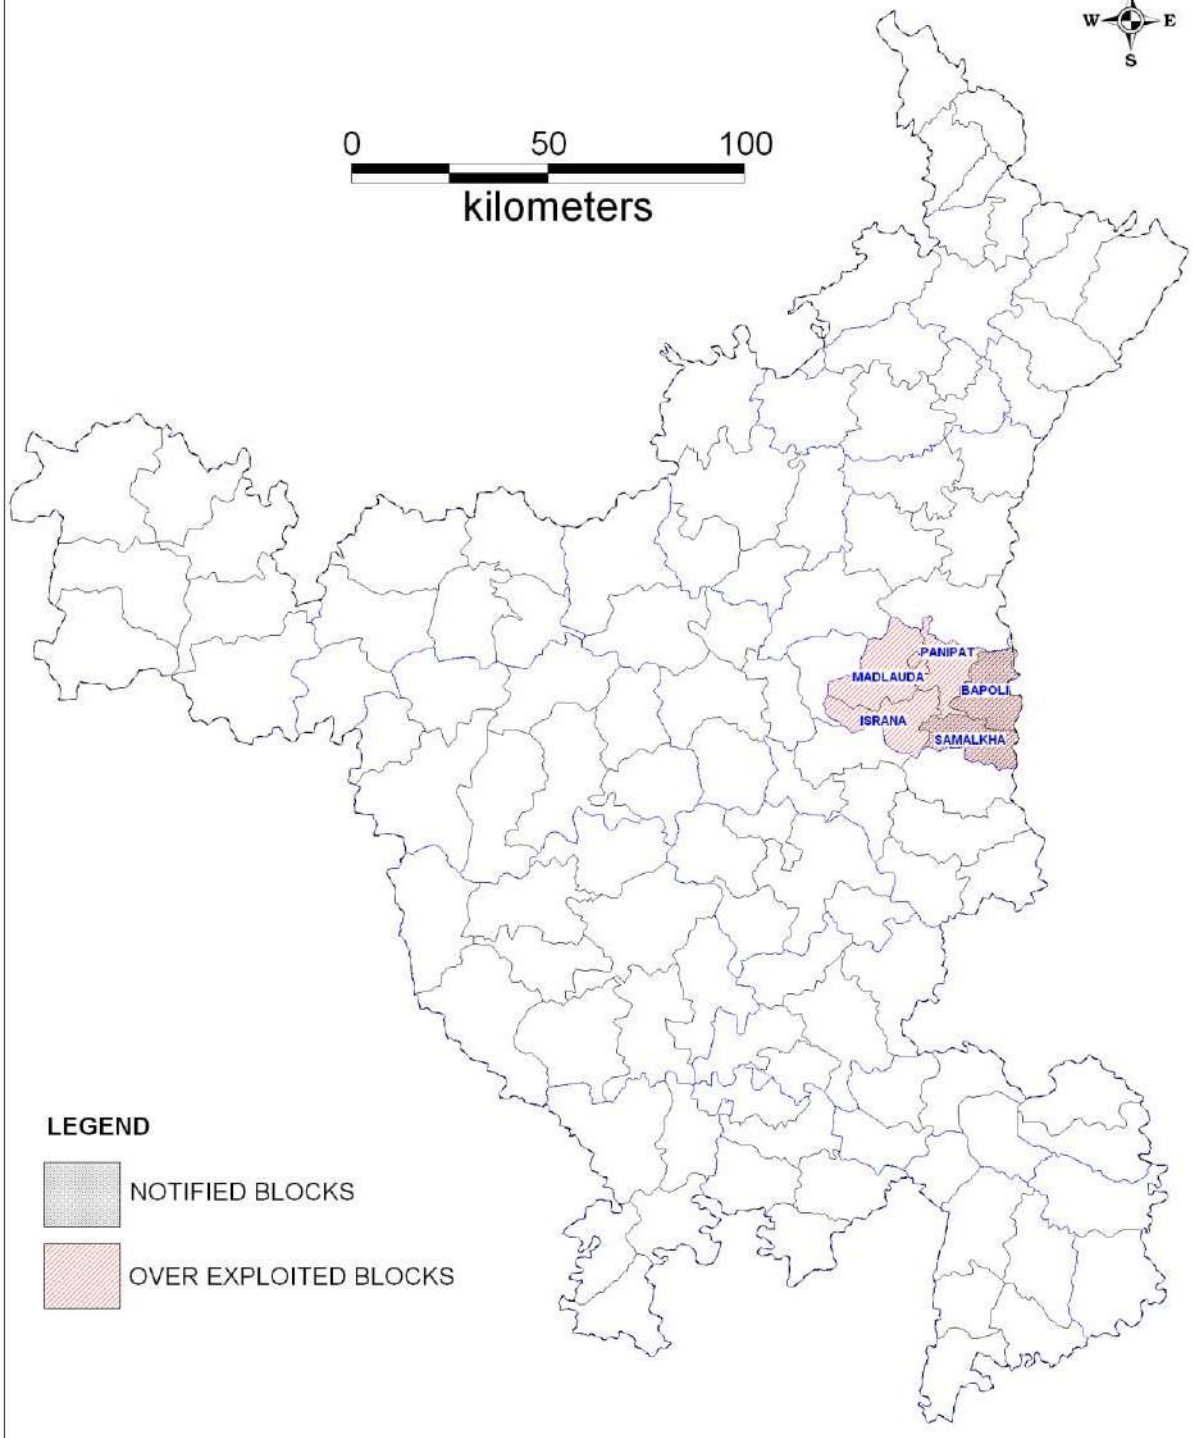 W E
S
0 50 100
kilometers
PANIPAT
MADLAUDA
BAPOLI
ISRANA
SAMALKHA
LEGEND
NOTIFIED BLOCKS
OVER EXPLOITED BLOCKS